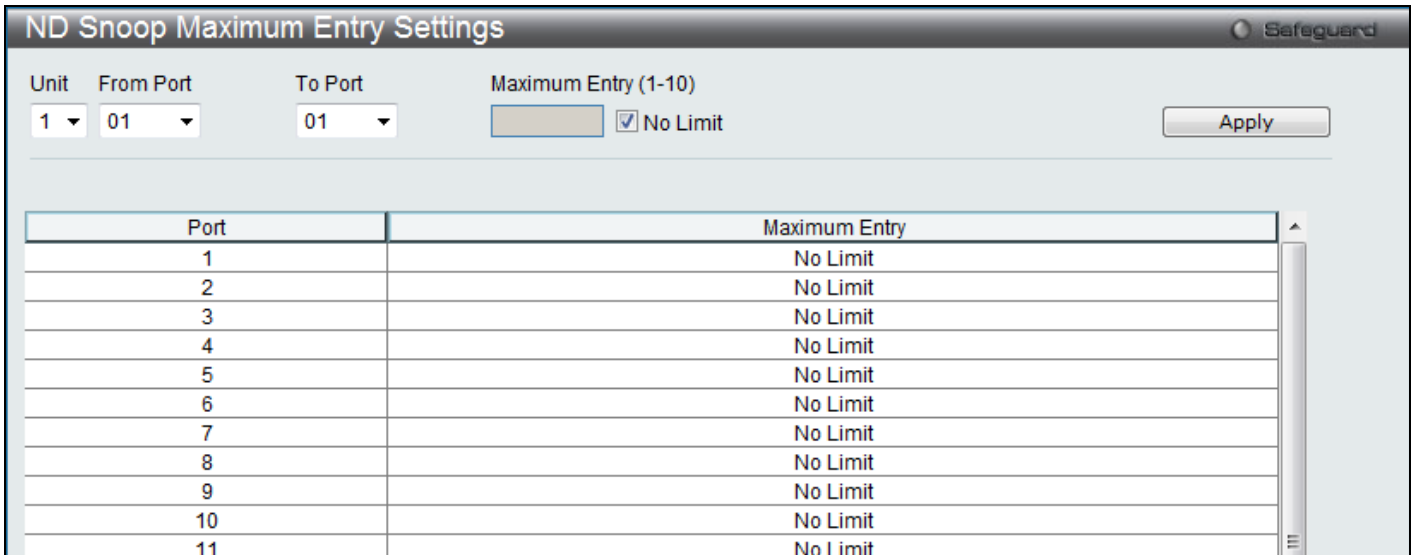 ND Snoop Maximum Entry Settings
Safeguard
Unit From Port To Port Maximum Entry (1-10)
1 01 01 No Limit Apply
Port Maximum Entry
1 No Limit
2 No Limit
3 No Limit
4 No Limit
5 No Limit
6 No Limit
7 No Limit
8 No Limit
9 No Limit
10 No Limit
11 No Limit